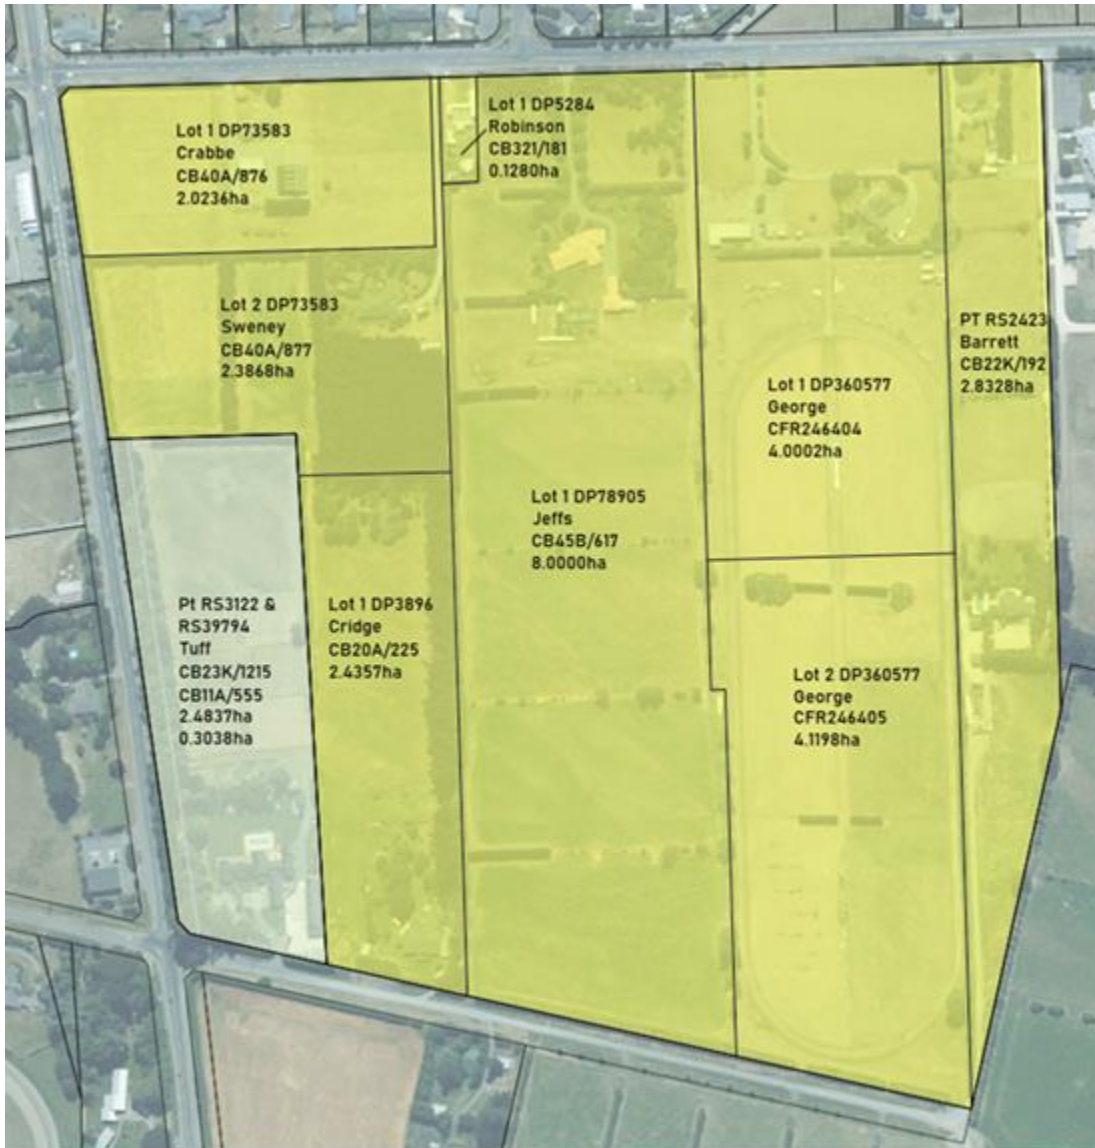 Lot 1 DP73583
Crabbe
CB40A/876
2.0236ha
Lot 1 DP5284
Robinson
CB321/181
0.1280ha
Lot 2 DP73583
Sweney
CB40A/877
2.3868ha
PT RS2423
Barrett
CB22K/192
2.8328ha
Lot 1 DP360577
George
CFR246404
4.0002ha
Lot 1 DP78905
Jeffs
CB45B/617
8.0000ha
Pt RS3122 &
RS39794
Tuff
CB23K/1215
CB11A/555
2.4837ha
0.3038ha
Lot 1 DP3896
Cridge
CB20A/225
2.4357ha
Lot 2 DP360577
George
CFR246405
4.1198ha